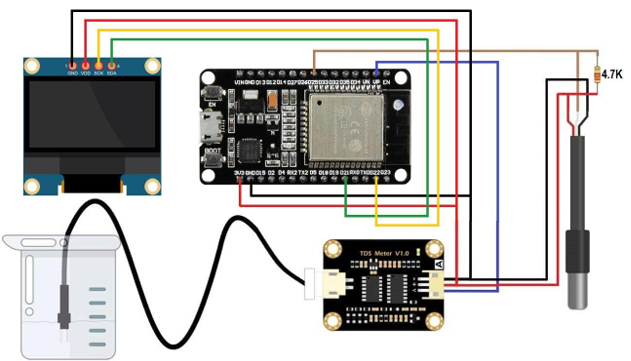 GND VDD SCK SDA
4.7K
VIN GND D13 D12 D14 D27 D26 D25 D33 D32 D35 D34 VN VP EN
EN
BOOT
3V3 GND D15 D2 D4 RX2 TX2 D5 D18 D19 D21 RX0 TX0 D22 D23
TDS Meter V1.0
A